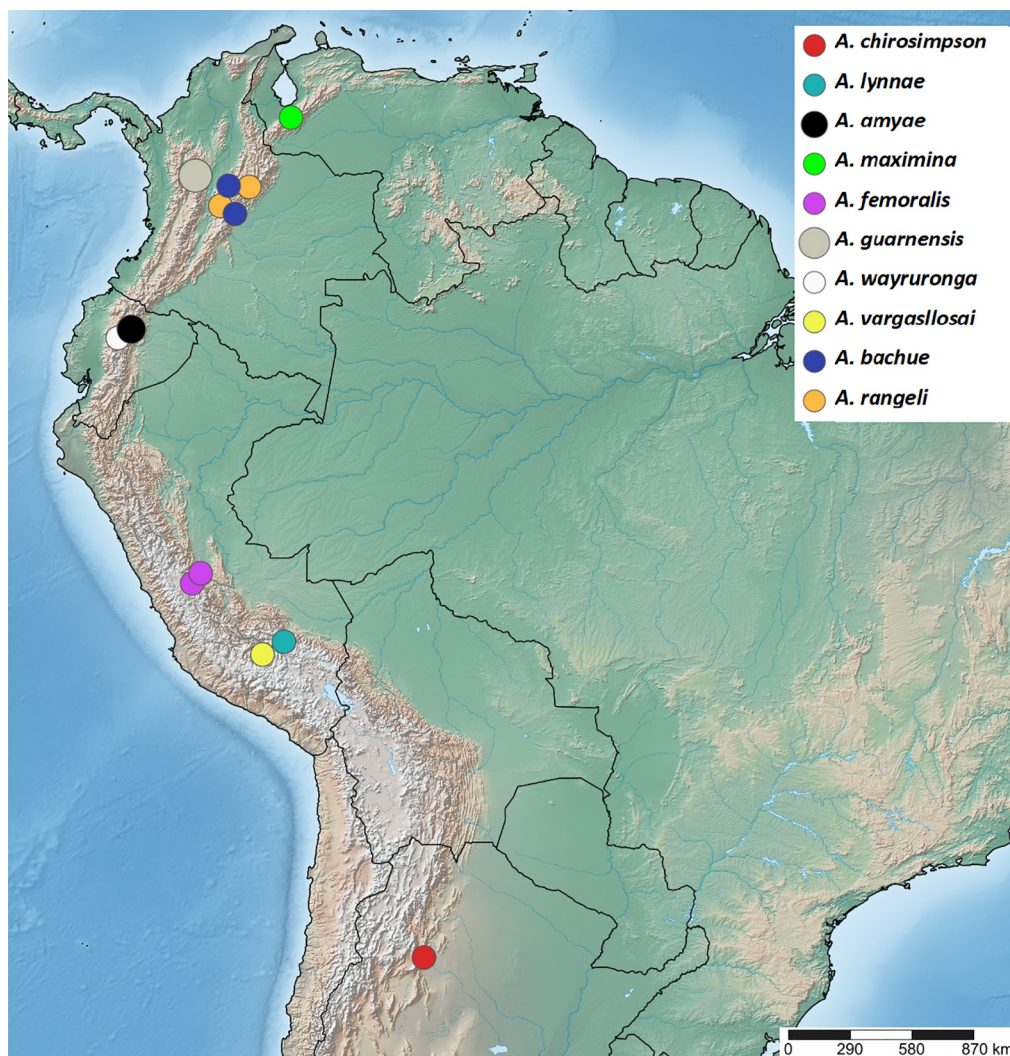 A. chirosimpson
A. lynnae
A. amyae
A. maximina
A. femoralis
A. guarnensis
A. wayruronga
A. vargasllosai
A. bachue
A. rangeli
0 290 580 870 km